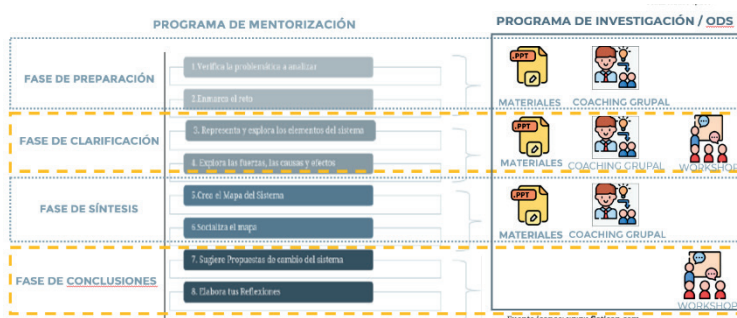 PROGRAMA DE MENTORIZACIÓN
PROGRAMA DE INVESTIGACIÓN / ODS
FASE DE PREPARACIÓN
1.Verifica la problemática a analizar
2.Enmarca el reto
.PPT
MATERIALES
COACHING GRUPAL
FASE DE CLARIFICACIÓN
3. Representa y explora los elementos del sistema
4. Explora las fuerzas, las causas y efectos
.PPT
MATERIALES
COACHING GRUPAL
WORKSHOP
FASE DE SÍNTESIS
5.Crea el Mapa del Sistema
6.Socializa el mapa
.PPT
MATERIALES
COACHING GRUPAL
FASE DE CONCLUSIONES
7. Sugiere Propuestas de cambio del sistema
8. Elabora tus Reflexiones
WORKSHOP